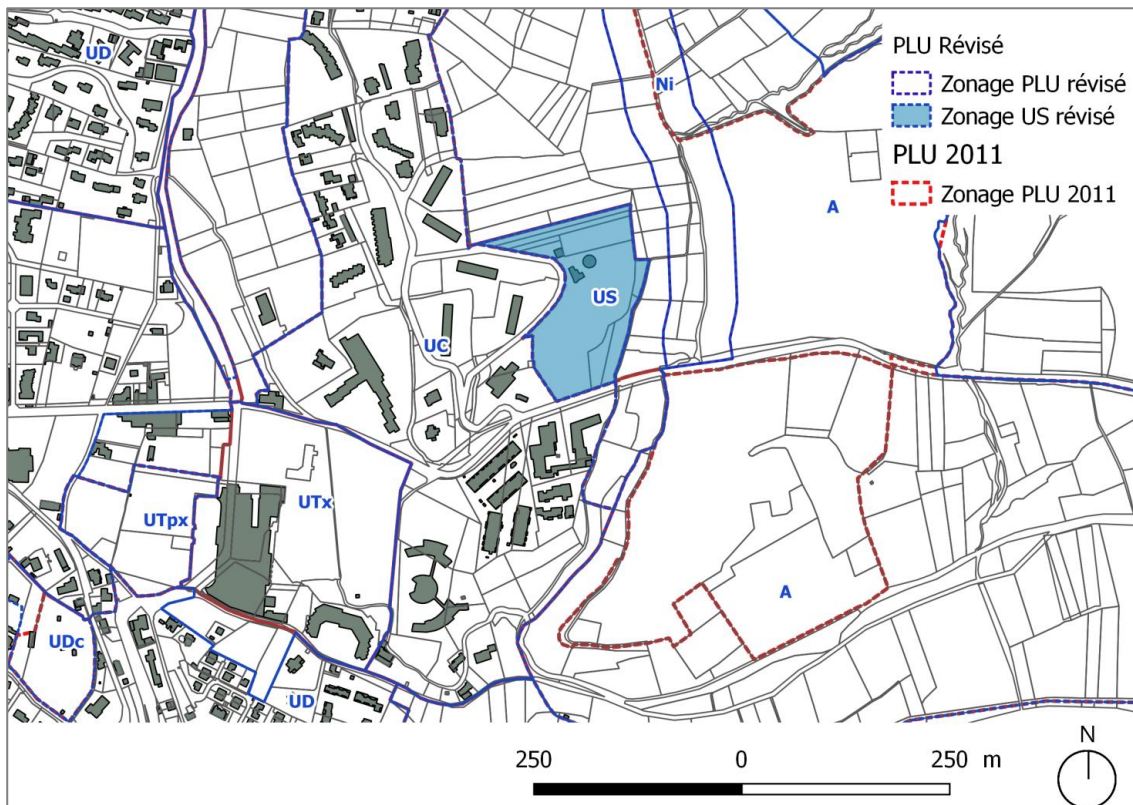 UD
Ni
PLU Révisé
Zonage PLU révisé
Zonage US révisé
PLU 2011
Zonage PLU 2011
A
US
UC
UTpx
UTx
A
UDc
UD
250 0 250 m
N